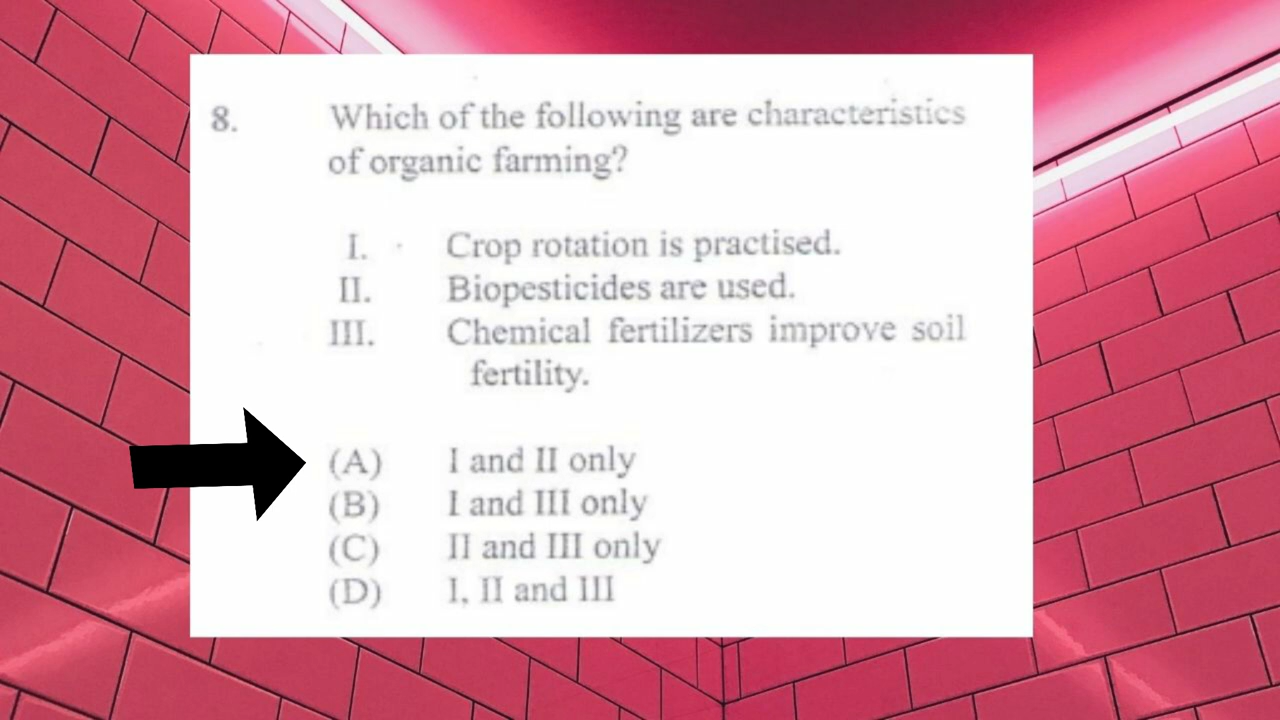 8. Which of the following are characteristics
of organic farming?
I. Crop rotation is practised.
II. Biopesticides are used.
III. Chemical fertilizers improve soil
fertility.
(A) I and II only
(B) I and III only
(C) II and III only
(D) I, II and III